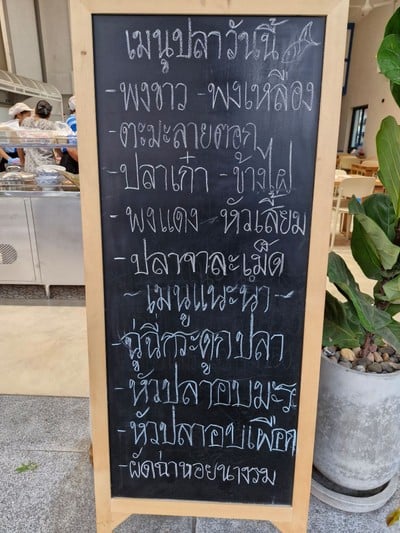 เมนูปลาวันนี้
-พงขาว -พงเหลือง
-ตะมะลายดอก
-ปลาเก๋า -ข้างไฝ
-พงแดง -หัวเสี้ยม
-ปลาจาละเม็ด
-เมนูแนะนำ-
-ฉู่ฉี่กระดูกปลา
-หัวปลาอบมะระ
-หัวปลาอบเผือก
-ผัดฉ่าหอยนางรม